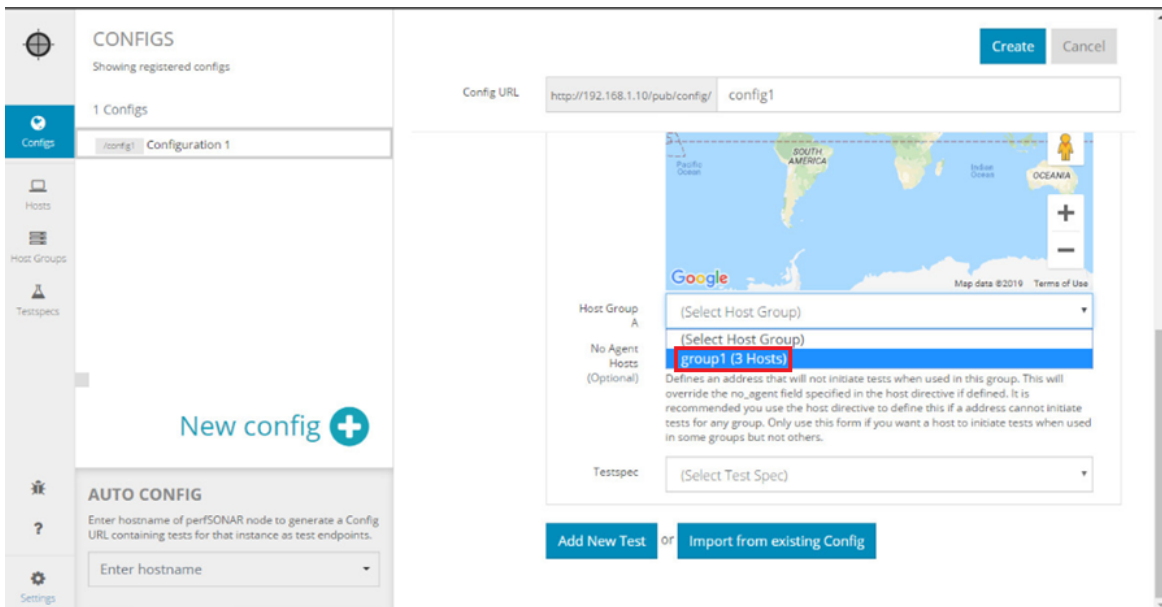 CONFIGS
Showing registered configs
1 Configs
/config1 Configuration 1
New config
AUTO CONFIG
Enter hostname of perfSONAR node to generate a Config
URL containing tests for that instance as test endpoints.
Enter hostname
Configs
Hosts
Host Groups
Testspecs
?
Settings
Create Cancel
Config URL http://192.168.1.10/pub/config/ config1
Pacific
Ocean
SOUTH
AMERICA
Indian
Ocean
OCEANIA
+
−
Google
Map data ©2019 Terms of Use
Host Group
A
(Select Host Group)
(Select Host Group)
group1 (3 Hosts)
No Agent
Hosts
(Optional)
Defines an address that will not initiate tests when used in this group. This will
override the no_agent field specified in the host directive if defined. It is
recommended you use the host directive to define this if a address cannot initiate
tests for any group. Only use this form if you want a host to initiate tests when used
in some groups but not others.
Testspec (Select Test Spec)
Add New Test or Import from existing Config